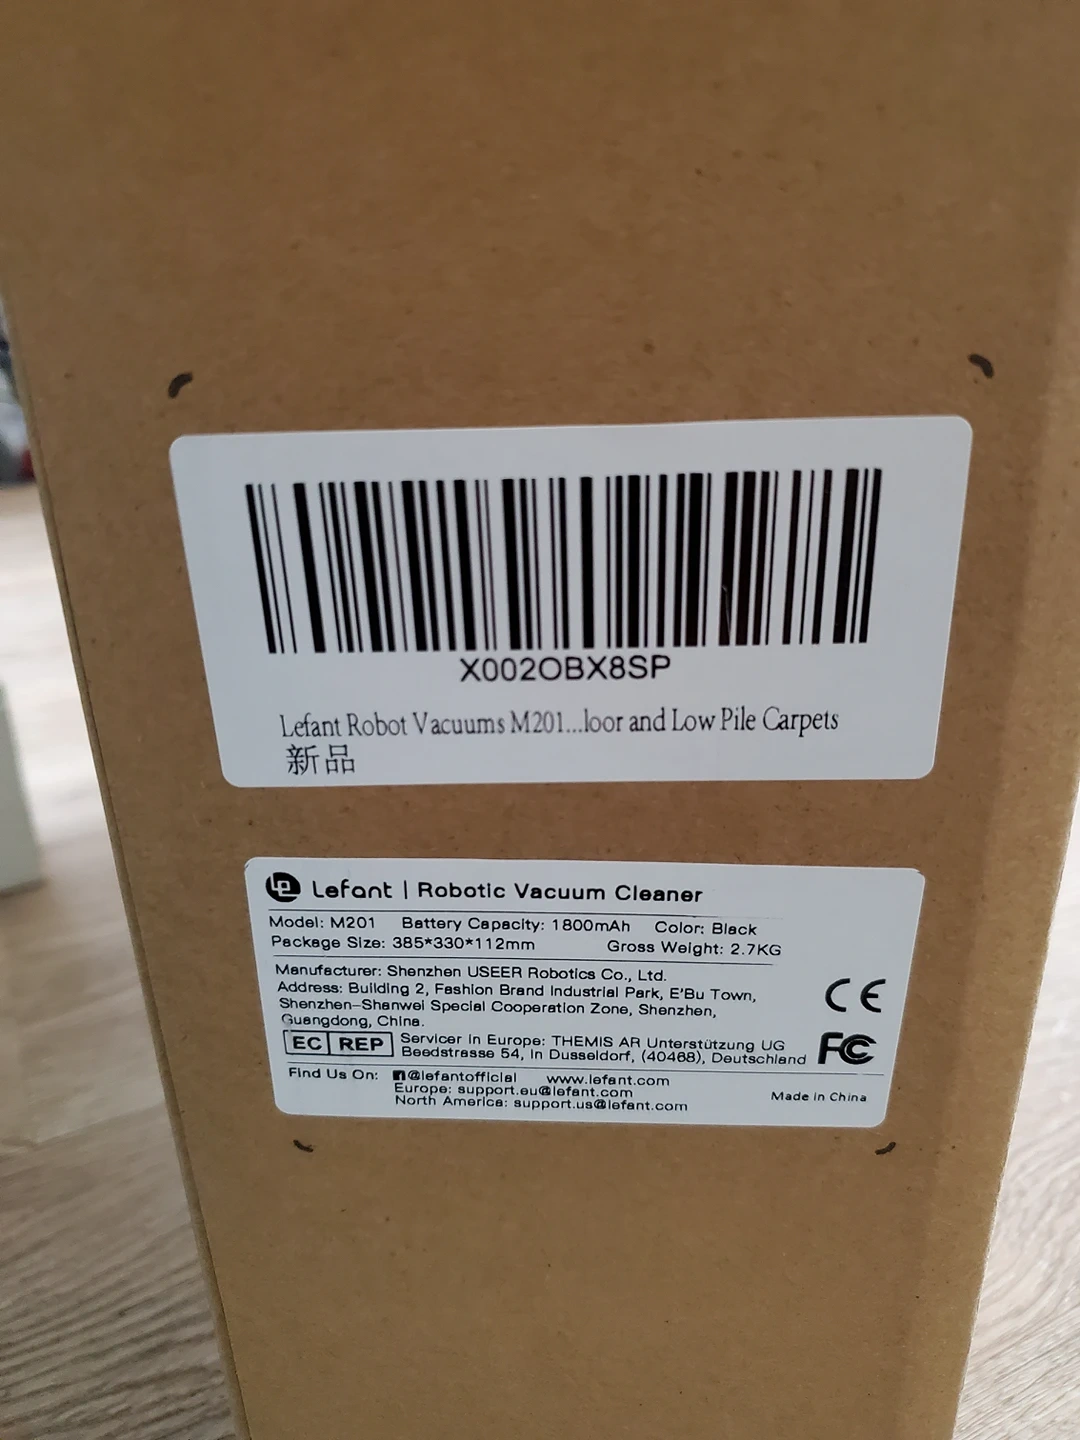 X002OBX8SP
Lefant Robot Vacuums M201...loor and Low Pile Carpets
新品
Lefant | Robotic Vacuum Cleaner
Model: M201 Battery Capacity: 1800mAh Color: Black
Package Size: 385*330*112mm Gross Weight: 2.7KG
Manufacturer: Shenzhen USEER Robotics Co., Ltd.
Address: Building 2, Fashion Brand Industrial Park, E'Bu Town,
Shenzhen-Shanwei Special Cooperation Zone, Shenzhen,
Guangdong, China.
CE
EC REP
Servicer in Europe: THEMIS AR Unterstützung UG
Beedstrasse 54, in Dusseldorf, (40468), Deutschland
FC
Find Us On: @lefantofficial www.lefant.com
Europe: support.eu@lefant.com
North America: support.us@lefant.com
Made in China